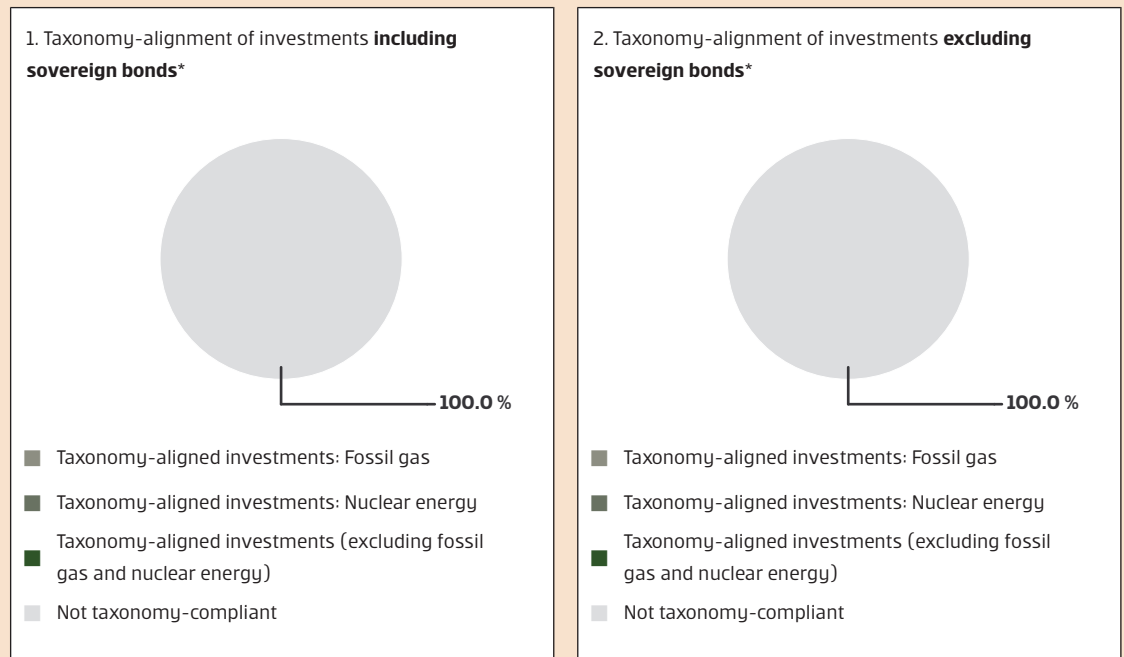 1. Taxonomy-alignment of investments including
sovereign bonds*
100.0 %
Taxonomy-aligned investments: Fossil gas
Taxonomy-aligned investments: Nuclear energy
Taxonomy-aligned investments (excluding fossil
gas and nuclear energy)
Not taxonomy-compliant
2. Taxonomy-alignment of investments excluding
sovereign bonds*
100.0 %
Taxonomy-aligned investments: Fossil gas
Taxonomy-aligned investments: Nuclear energy
Taxonomy-aligned investments (excluding fossil
gas and nuclear energy)
Not taxonomy-compliant